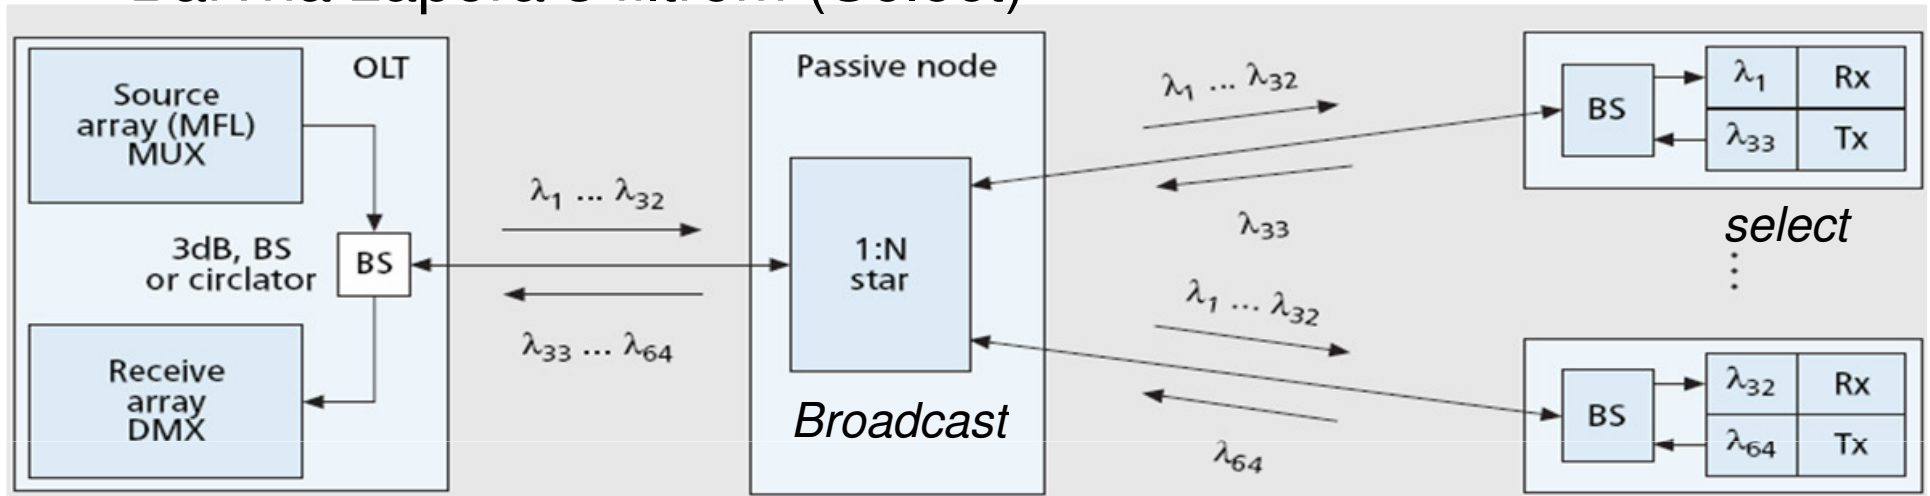 OLT
Source
array (MFL)
MUX
3dB, BS
or circlator
BS
Receive
array
DMX
λ1 ... λ32
λ33 ... λ64
Passive node
1:N
star
Broadcast
λ1 ... λ32
λ33
λ1 ... λ32
λ64
BS
λ1 Rx
λ33 Tx
select
⋮
BS
λ32 Rx
λ64 Tx